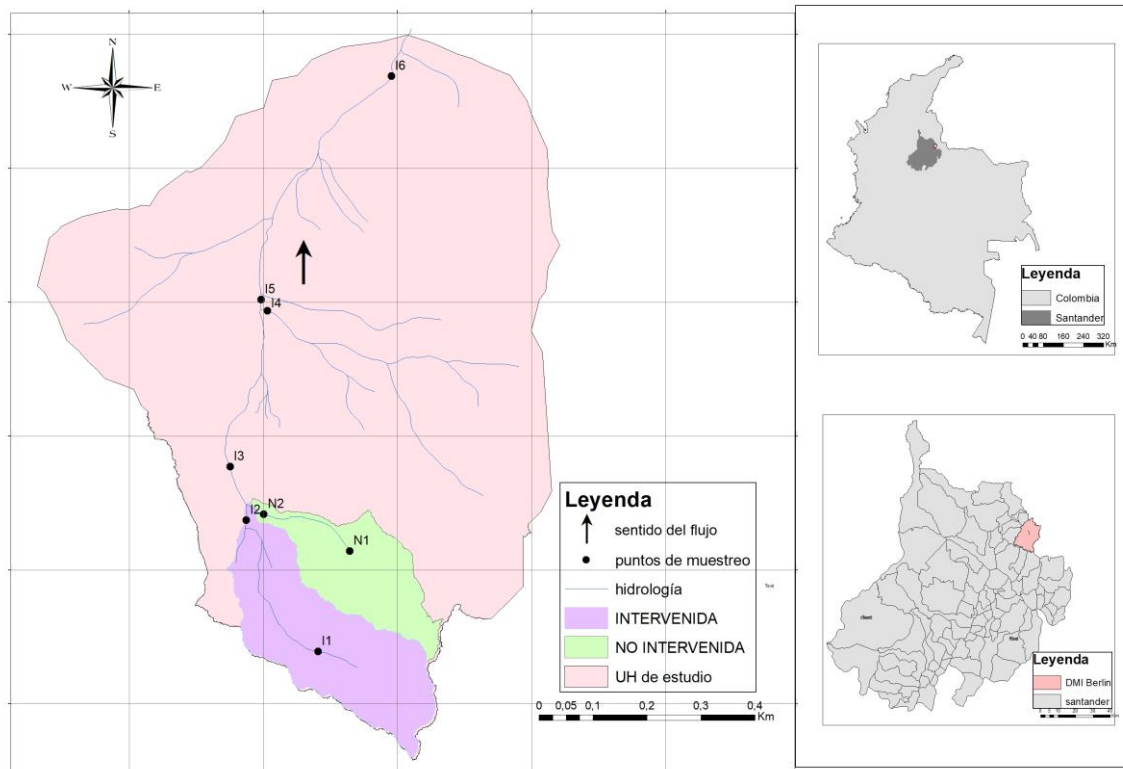 N
W E
S
I6
I5
I4
I3
N2
I2
N1
I1
Leyenda
sentido del flujo
puntos de muestreo
hidrología
INTERVENIDA
NO INTERVENIDA
UH de estudio
0 0,05 0,1 0,2 0,3 0,4
Km
Text
Leyenda
Colombia
Santander
0 40 80 160 240 320
Km
Leyenda
DMI Berlin
santander